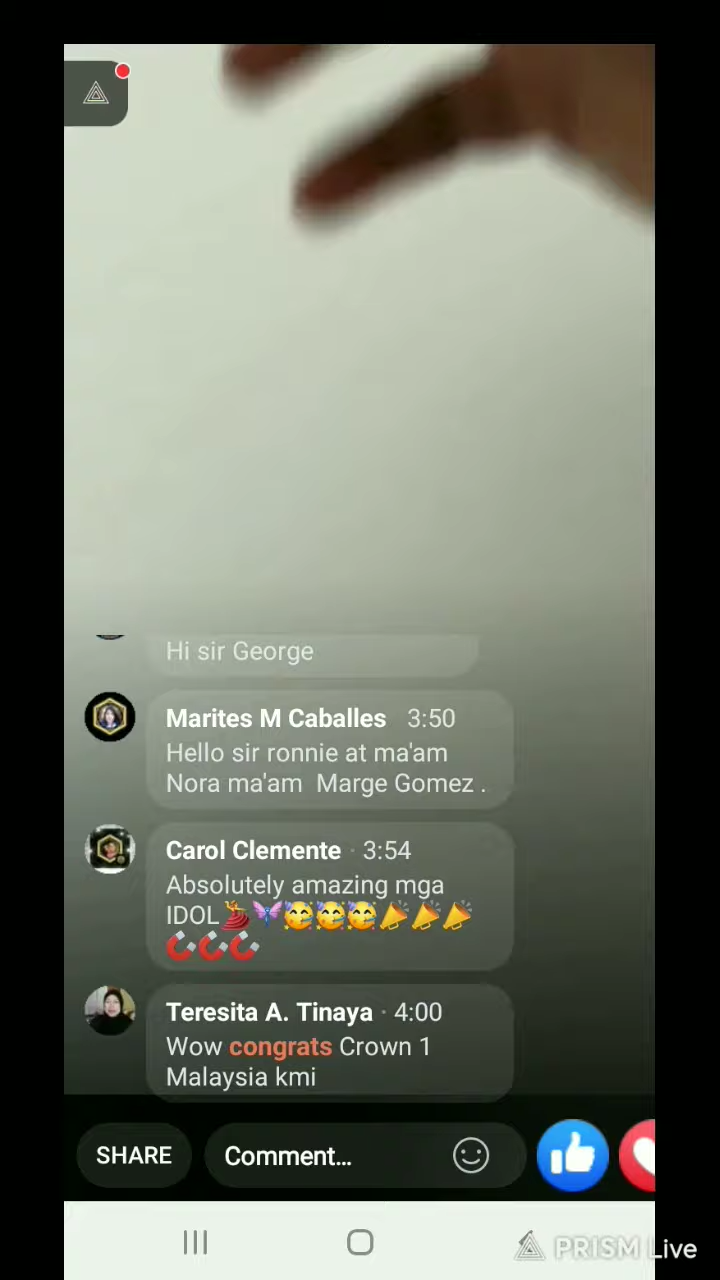 Hi sir George
Marites M Caballes 3:50
Hello sir ronnie at ma'am
Nora ma'am Marge Gomez .
Carol Clemente · 3:54
Absolutely amazing mga
IDOL💃🦋🥳🥳🥳📣📣📣
🧲🧲🧲
Teresita A. Tinaya · 4:00
Wow congrats Crown 1
Malaysia kmi
SHARE
Comment...
PRISM Live